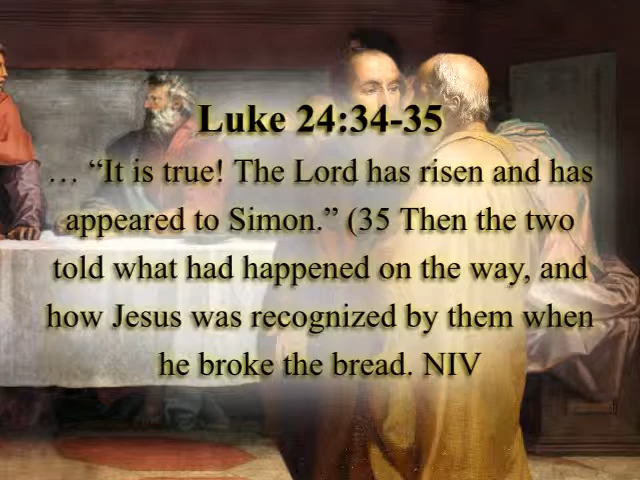 Luke 24:34-35
… “It is true! The Lord has risen and has
appeared to Simon.” (35 Then the two
told what had happened on the way, and
how Jesus was recognized by them when
he broke the bread. NIV